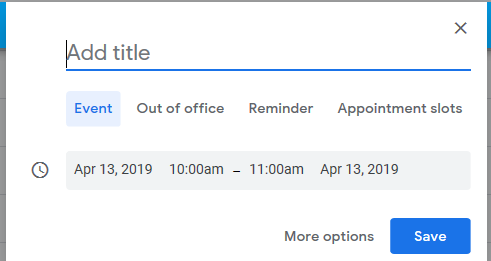 Add title
Event Out of office Reminder Appointment slots
Apr 13, 2019 10:00am – 11:00am Apr 13, 2019
More options Save